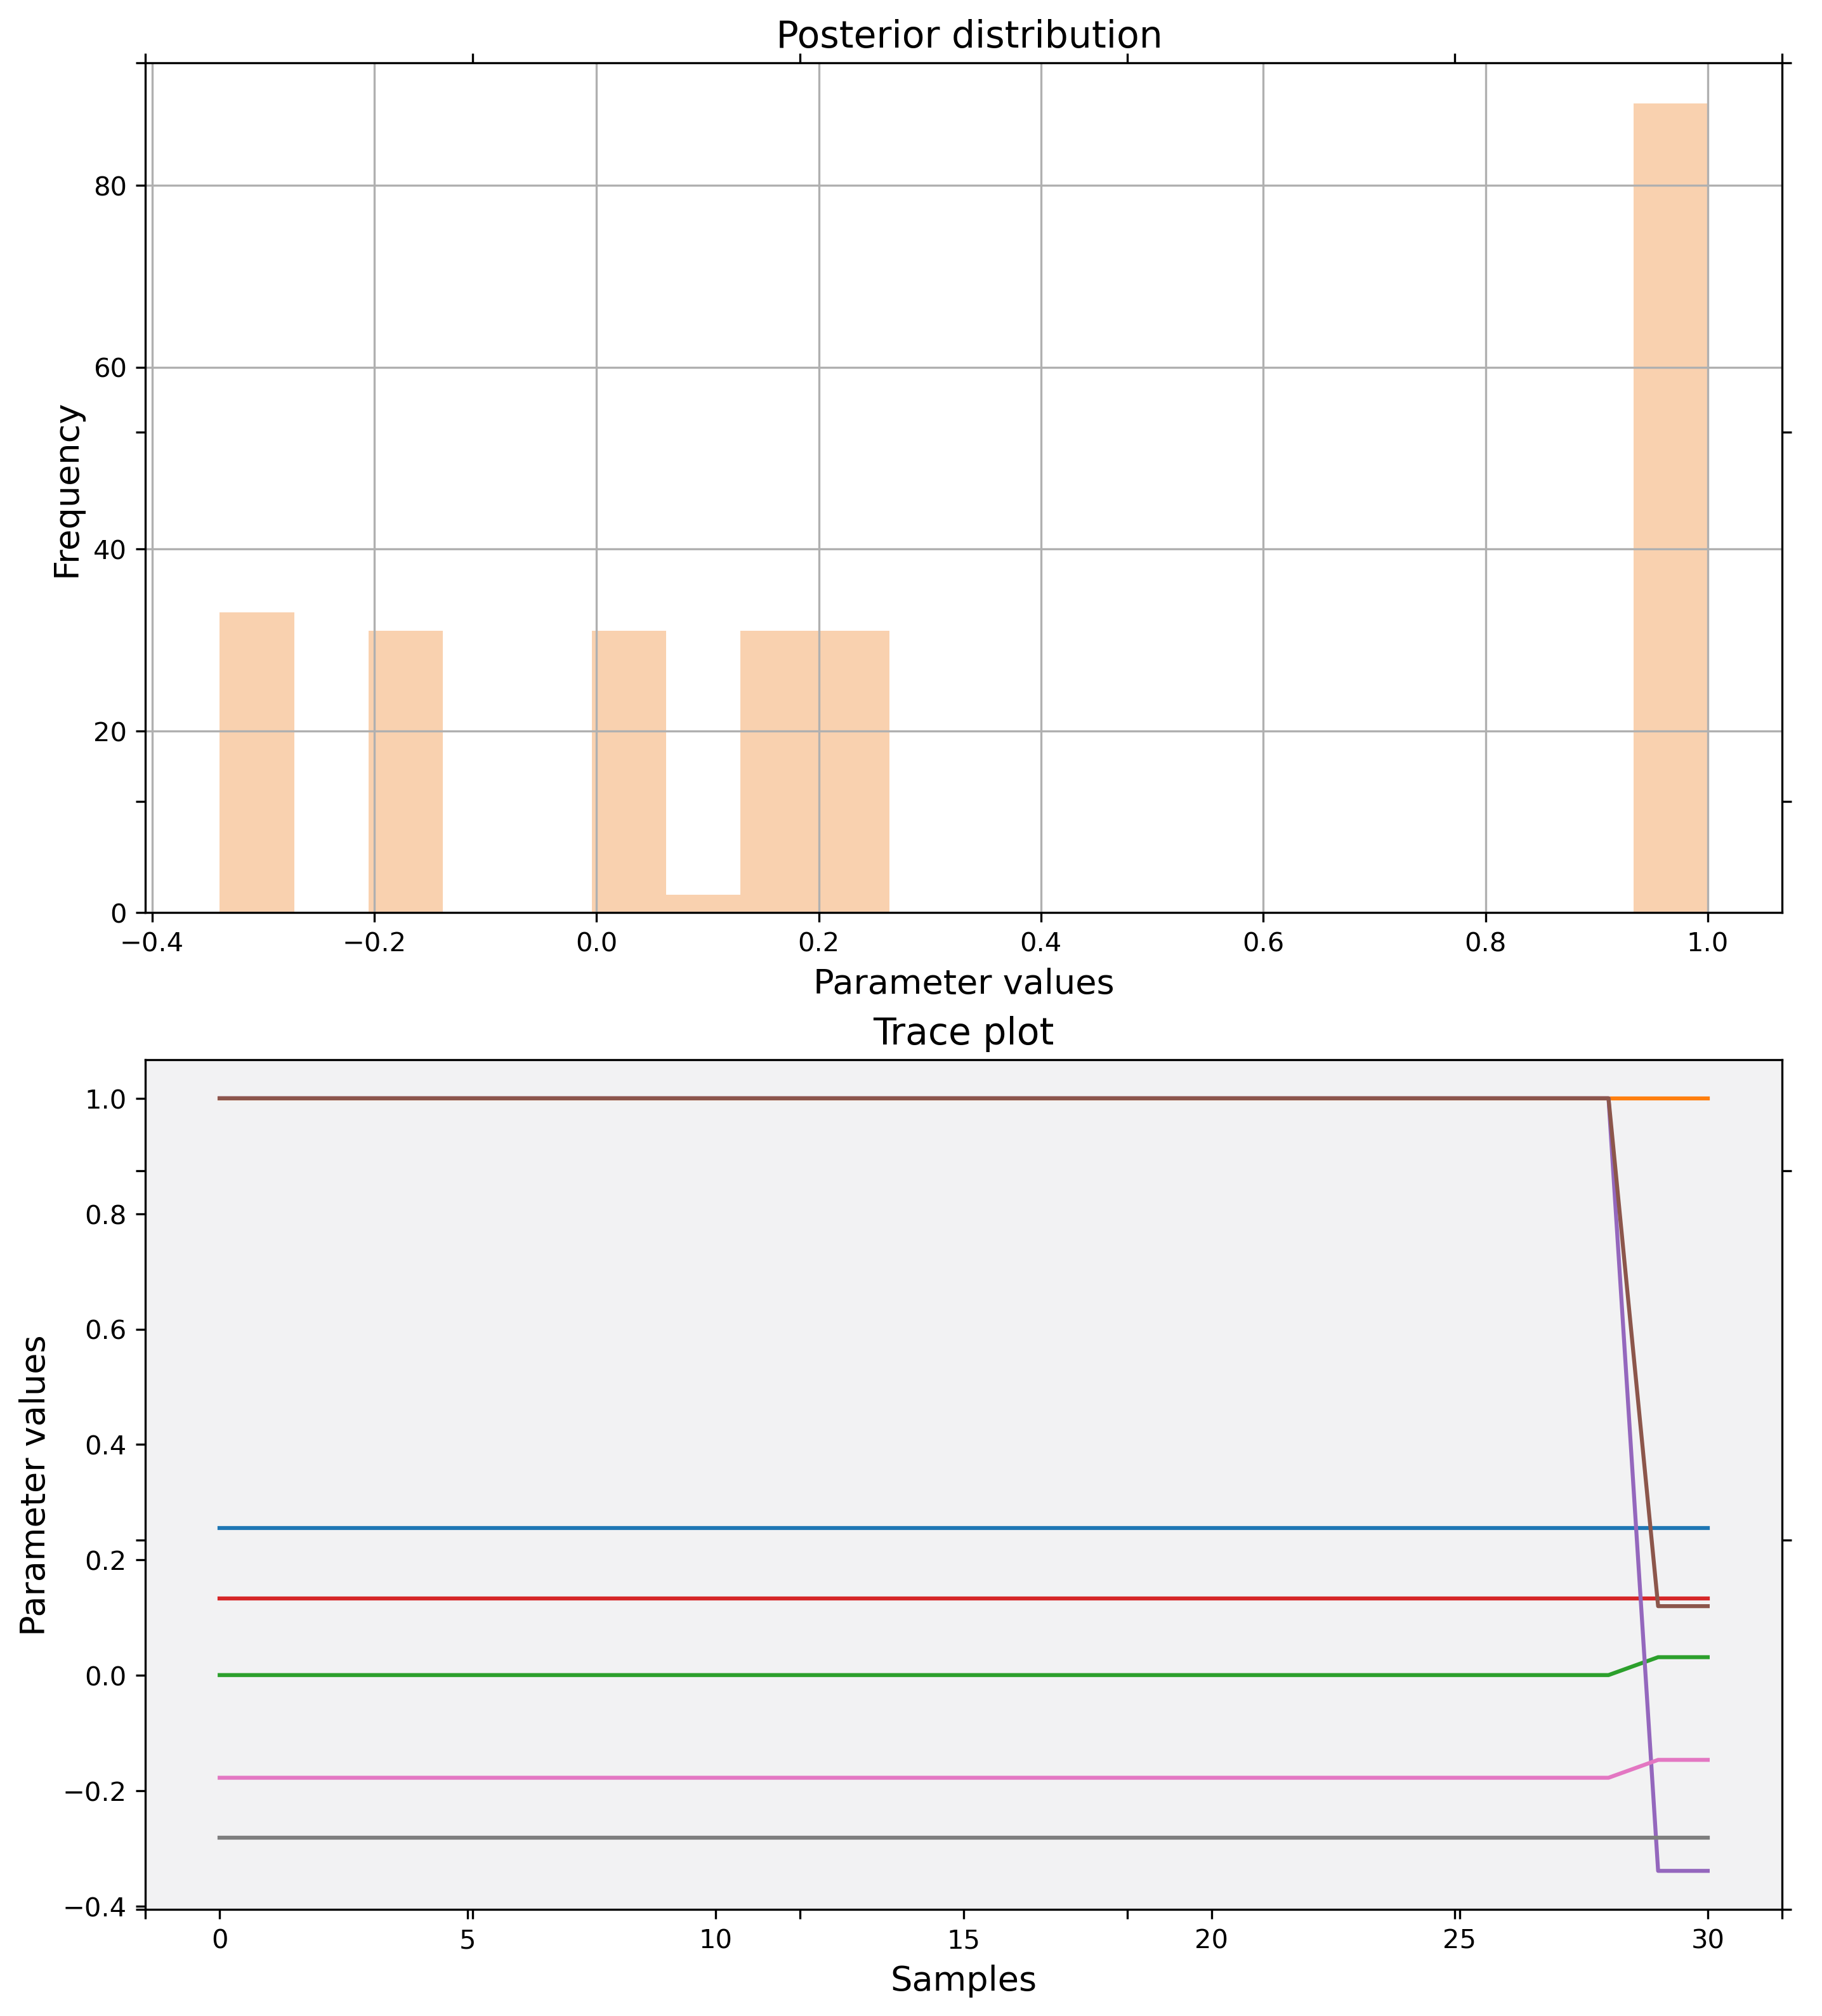 Posterior distribution
80
60
40
20
0
Frequency
−0.4 −0.2 0.0 0.2 0.4 0.6 0.8 1.0
Parameter values
Trace plot
1.0
0.8
0.6
0.4
0.2
0.0
−0.2
−0.4
Parameter values
0 5 10 15 20 25 30
Samples